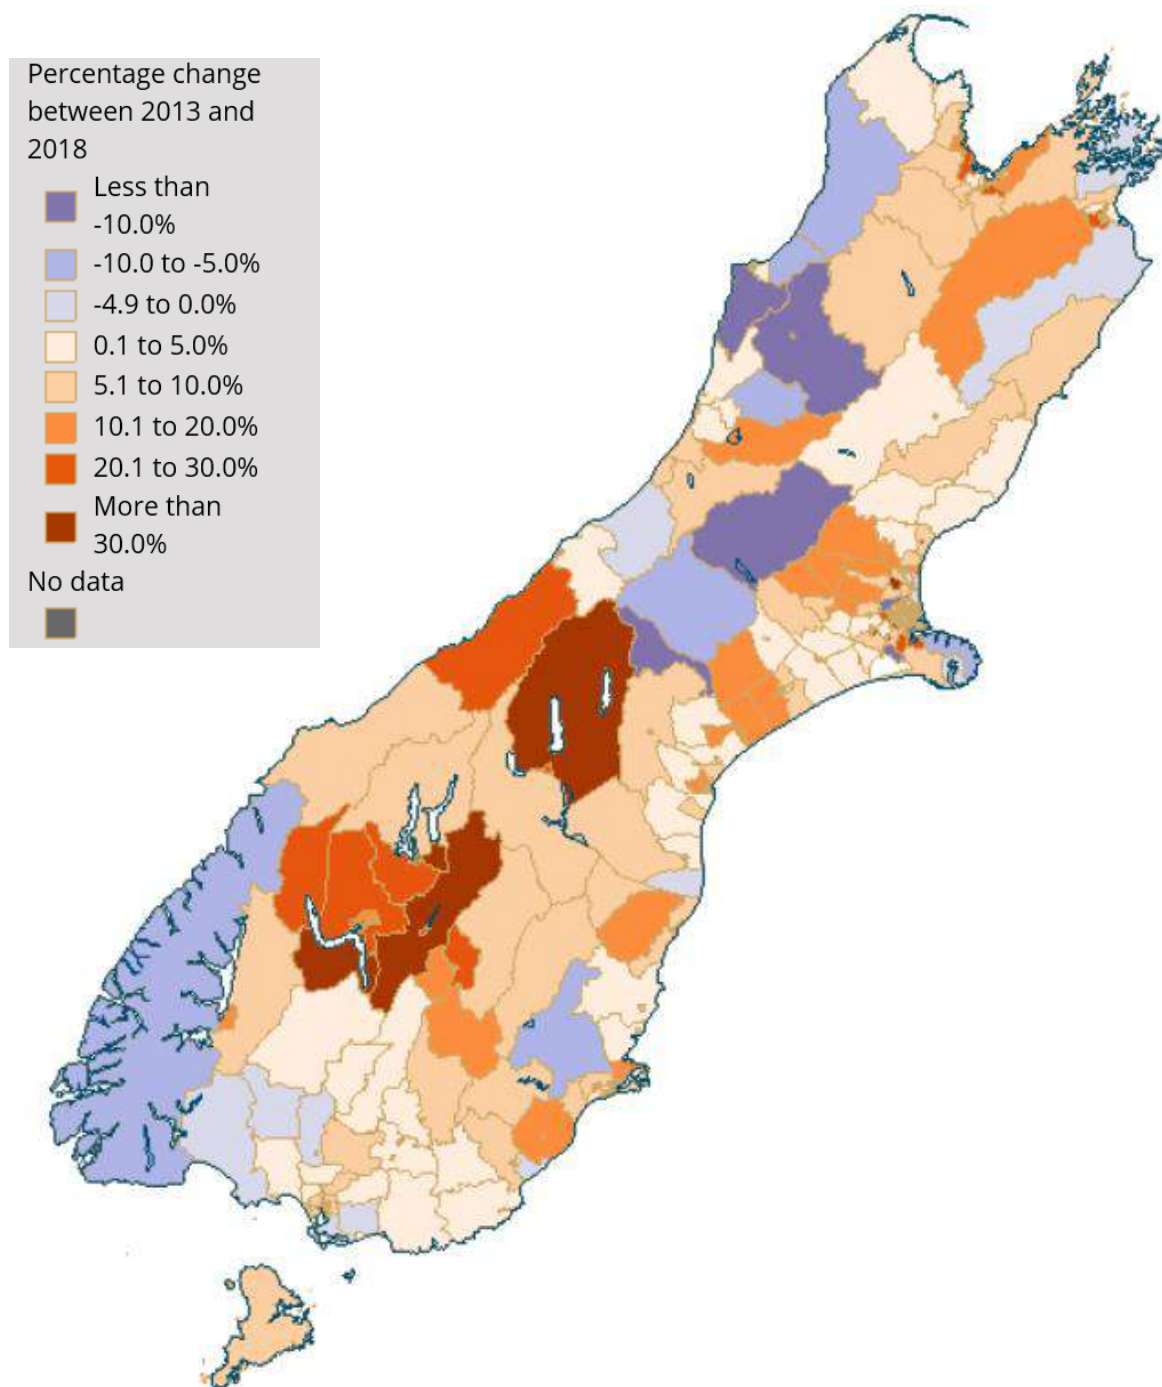 Percentage change
between 2013 and
2018
Less than
-10.0%
-10.0 to -5.0%
-4.9 to 0.0%
0.1 to 5.0%
5.1 to 10.0%
10.1 to 20.0%
20.1 to 30.0%
More than
30.0%
No data